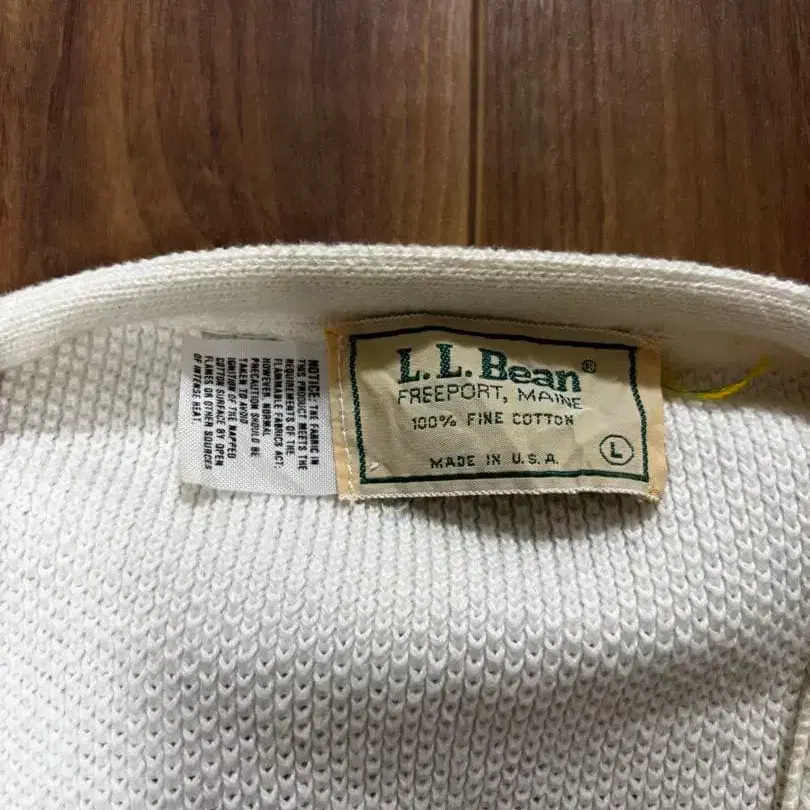 L.L.Bean®
FREEPORT, MAINE
100% FINE COTTON
MADE IN U.S.A.
L
NOTICE: THE FABRIC IN
THIS PRODUCT MEETS THE
REQUIREMENTS OF THE
FLAMMABLE FABRICS ACT.
HOWEVER, NORMAL
PRECAUTION SHOULD BE
TAKEN TO AVOID
IGNITION OF THE NAPPED
COTTON SURFACE BY OPEN
FLAMES OR OTHER SOURCES
OF INTENSE HEAT.